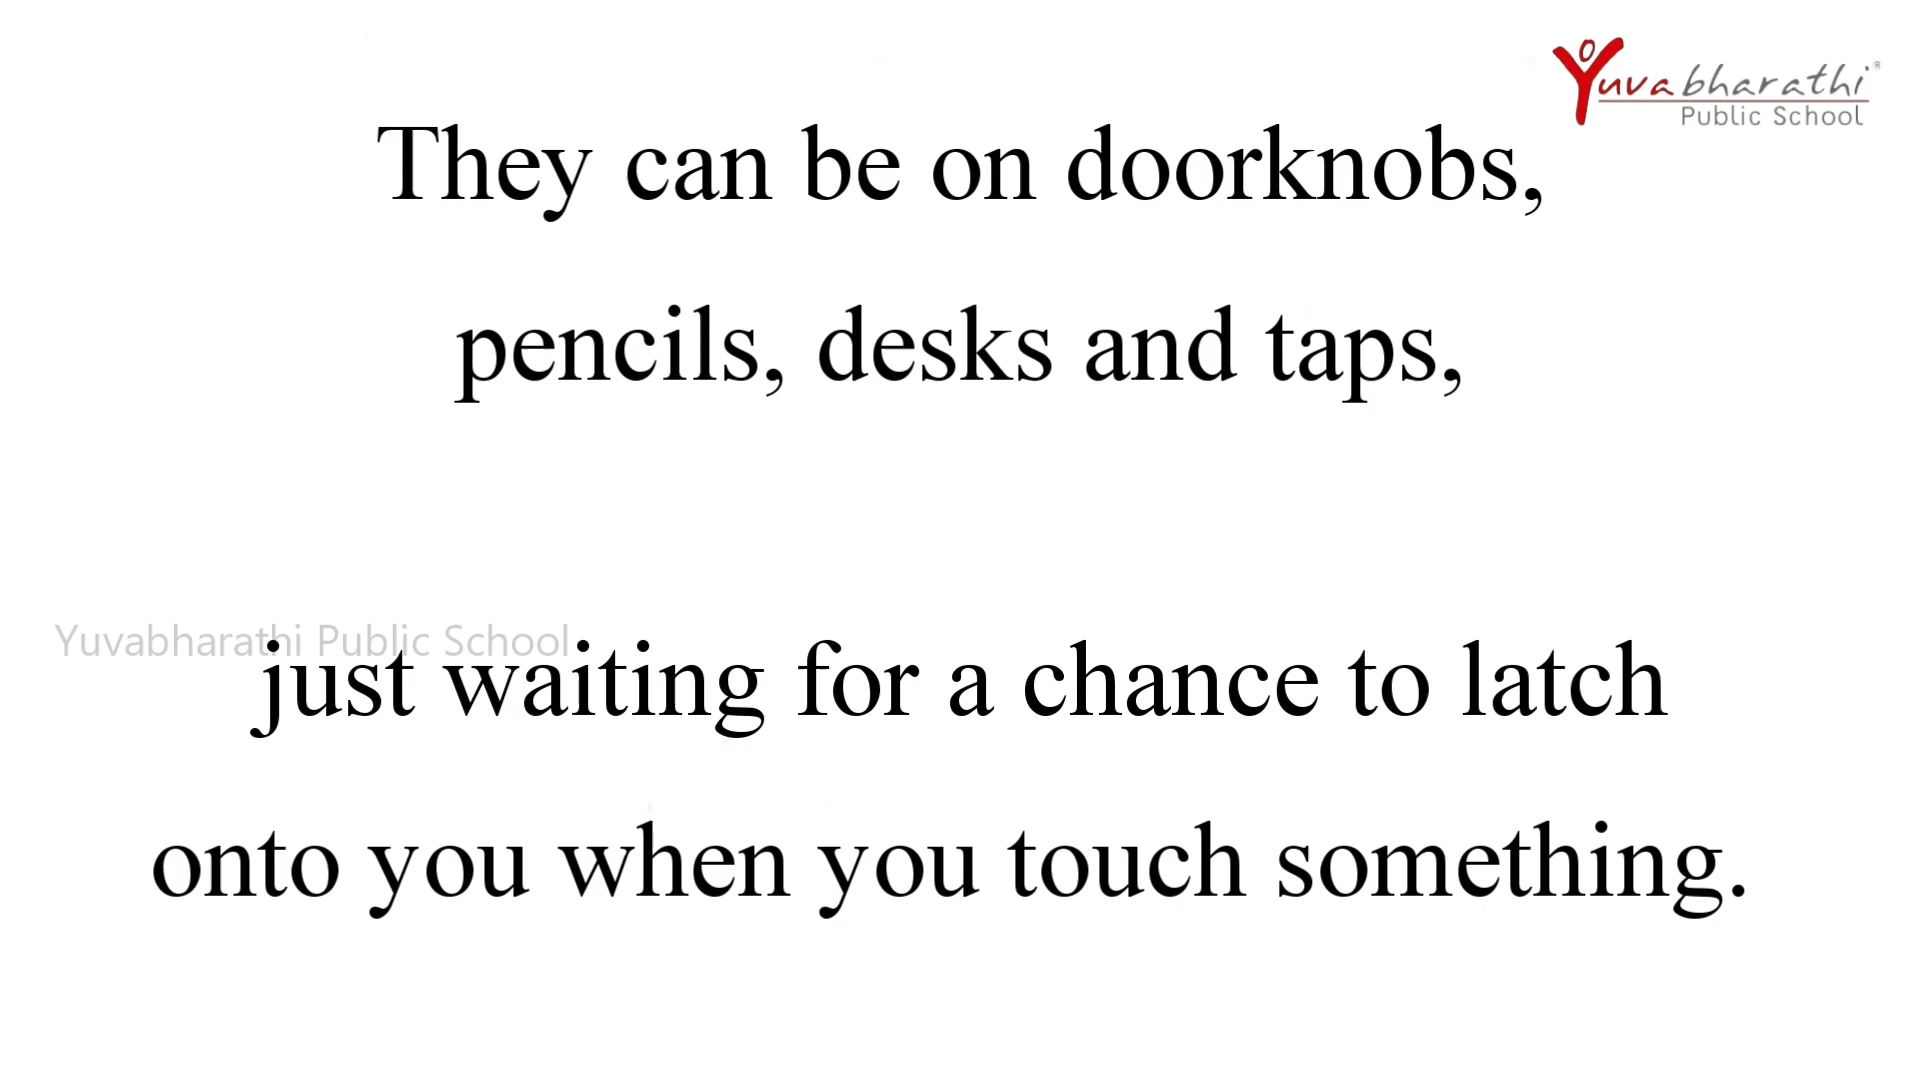 Yuvabharathi®
Public School
They can be on doorknobs,
pencils, desks and taps,
Yuvabharathi Public School
just waiting for a chance to latch
onto you when you touch something.